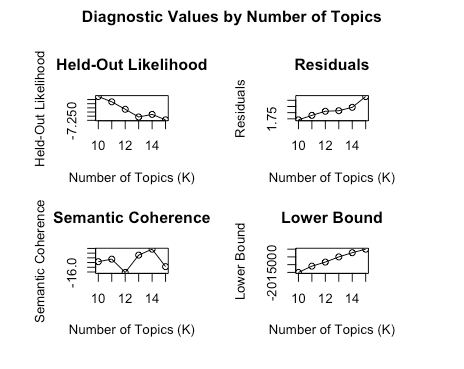 Diagnostic Values by Number of Topics
Held-Out Likelihood
Held-Out Likelihood
-7.250
10 12 14
Number of Topics (K)
Residuals
Residuals
1.75
10 12 14
Number of Topics (K)
Semantic Coherence
Semantic Coherence
-16.0
10 12 14
Number of Topics (K)
Lower Bound
Lower Bound
-2015000
10 12 14
Number of Topics (K)